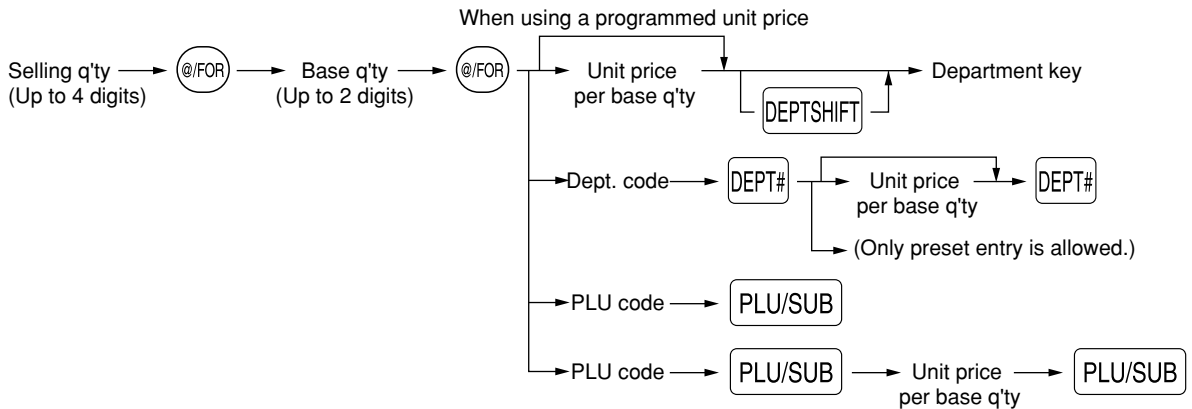 When using a programmed unit price
Selling q'ty
(Up to 4 digits)
@/FOR
Base q'ty
(Up to 2 digits)
@/FOR
Unit price
per base q'ty
DEPTSHIFT
Department key
Dept. code
DEPT#
Unit price
per base q'ty
DEPT#
(Only preset entry is allowed.)
PLU code
PLU/SUB
PLU code
PLU/SUB
Unit price
per base q'ty
PLU/SUB